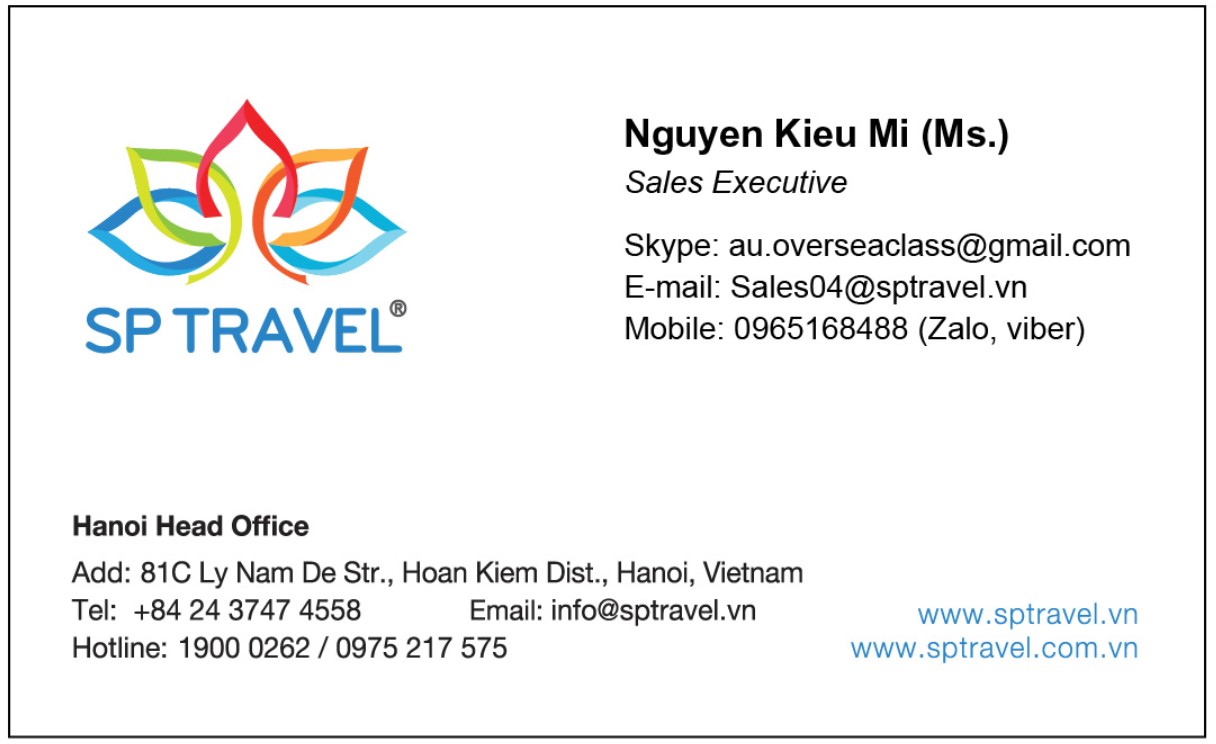 SP TRAVEL®
Nguyen Kieu Mi (Ms.)
Sales Executive
Skype: au.overseaclass@gmail.com
E-mail: Sales04@sptravel.vn
Mobile: 0965168488 (Zalo, viber)
Hanoi Head Office
Add: 81C Ly Nam De Str., Hoan Kiem Dist., Hanoi, Vietnam
Tel: +84 24 3747 4558 Email: info@sptravel.vn
Hotline: 1900 0262 / 0975 217 575
www.sptravel.vn
www.sptravel.com.vn